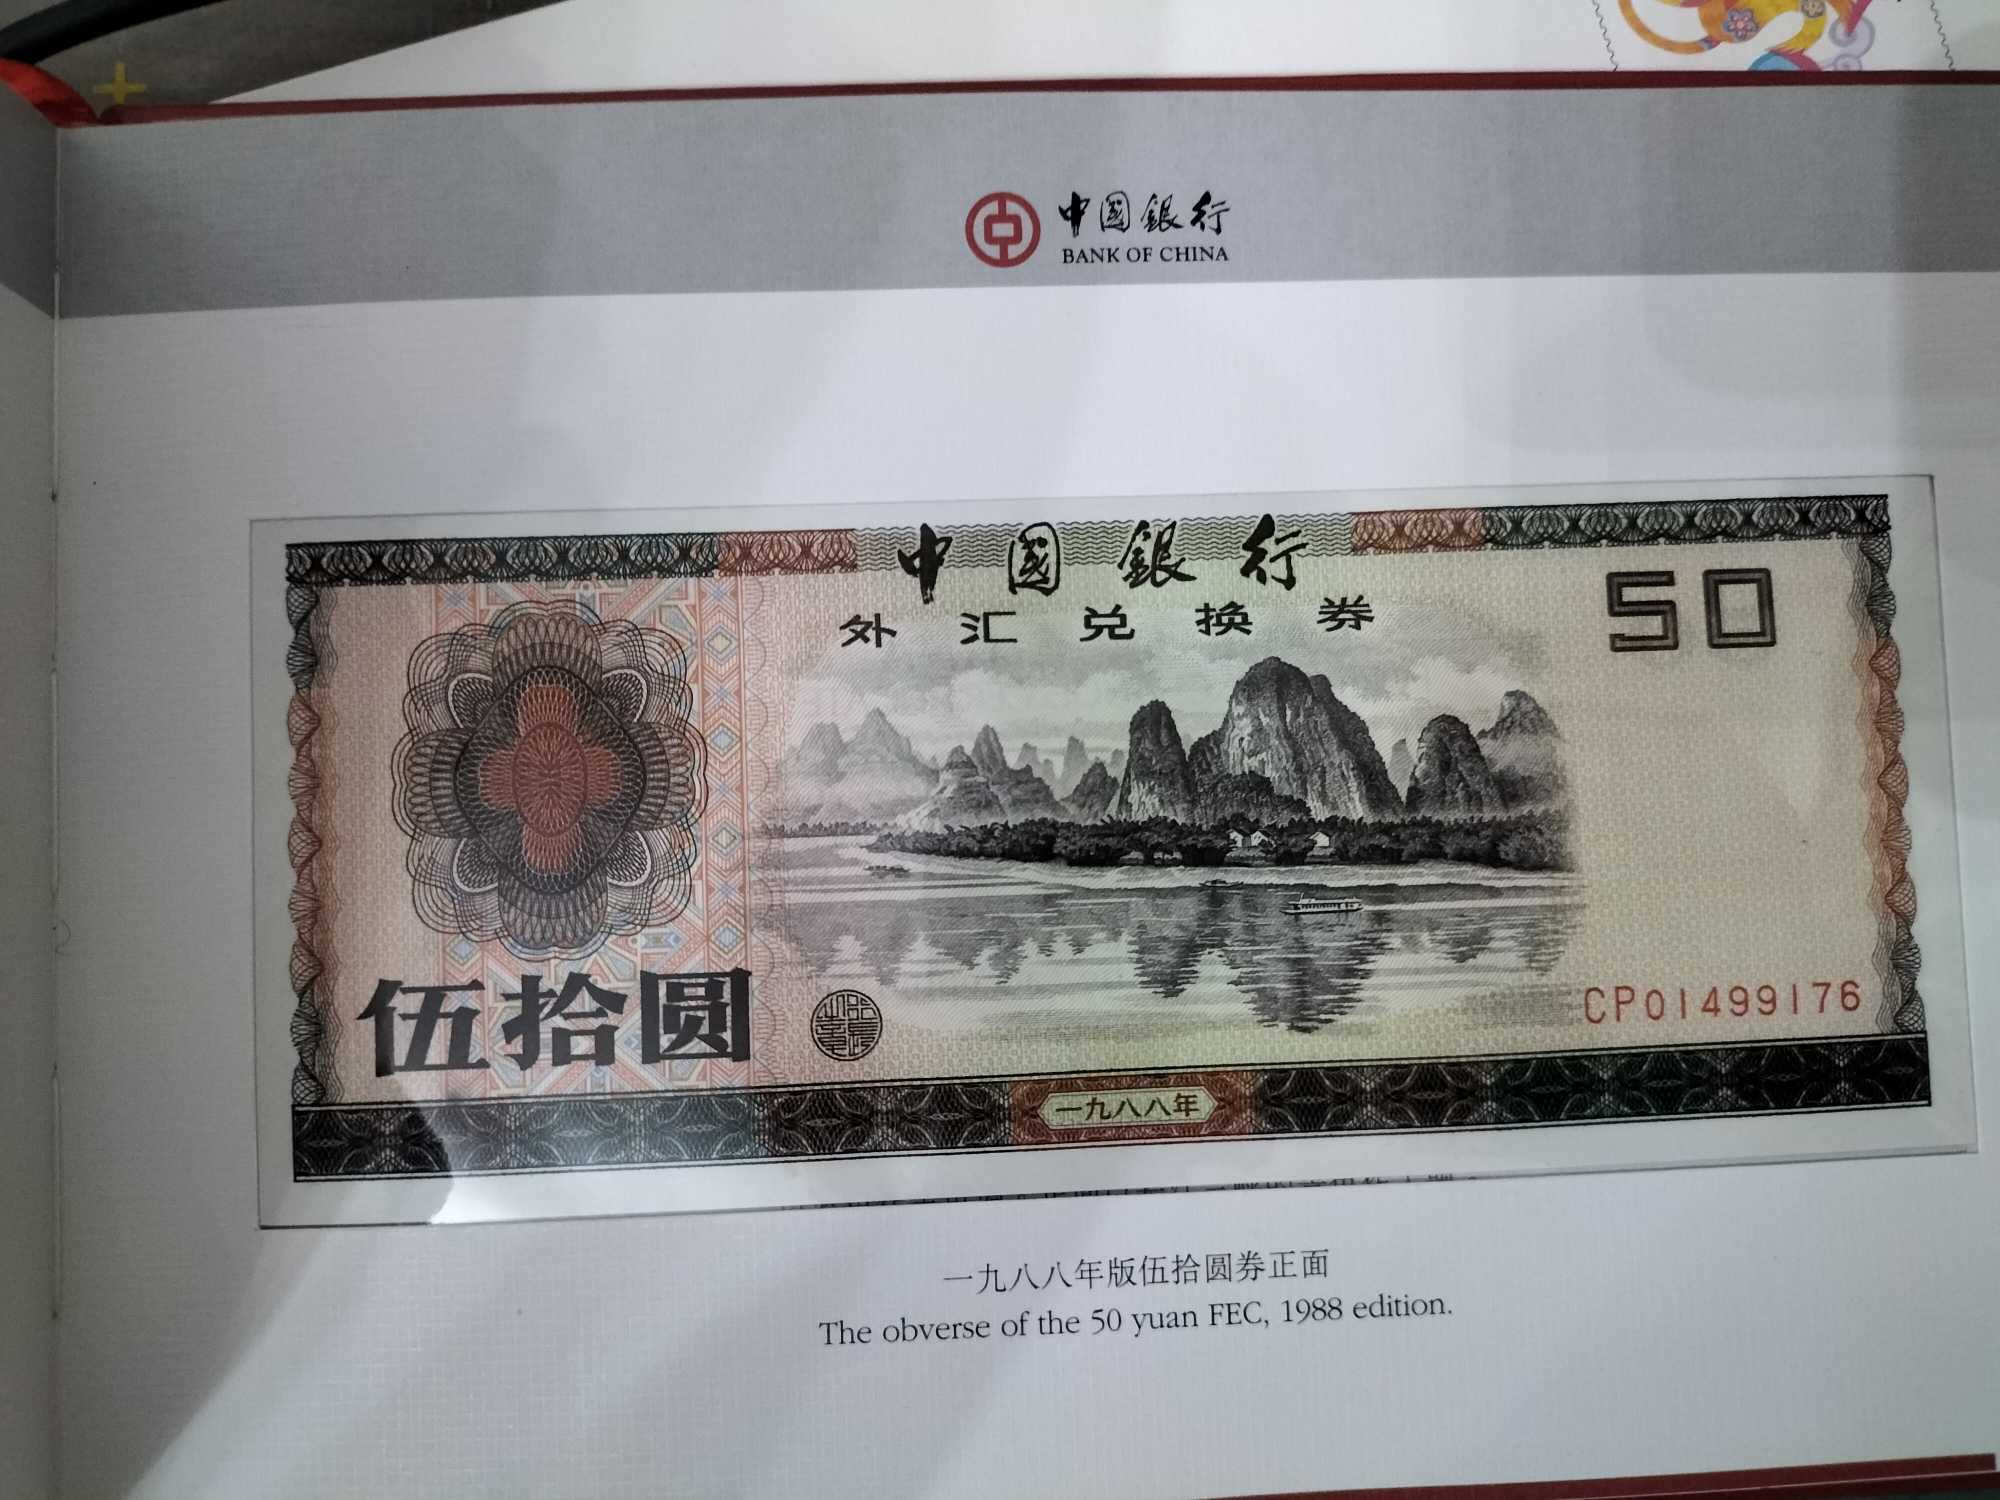 中國銀行
BANK OF CHINA
中國銀行
外汇兑换券
50
伍拾圆
CP01499176
一九八八年
一九八八年版伍拾圆券正面
The obverse of the 50 yuan FEC, 1988 edition.